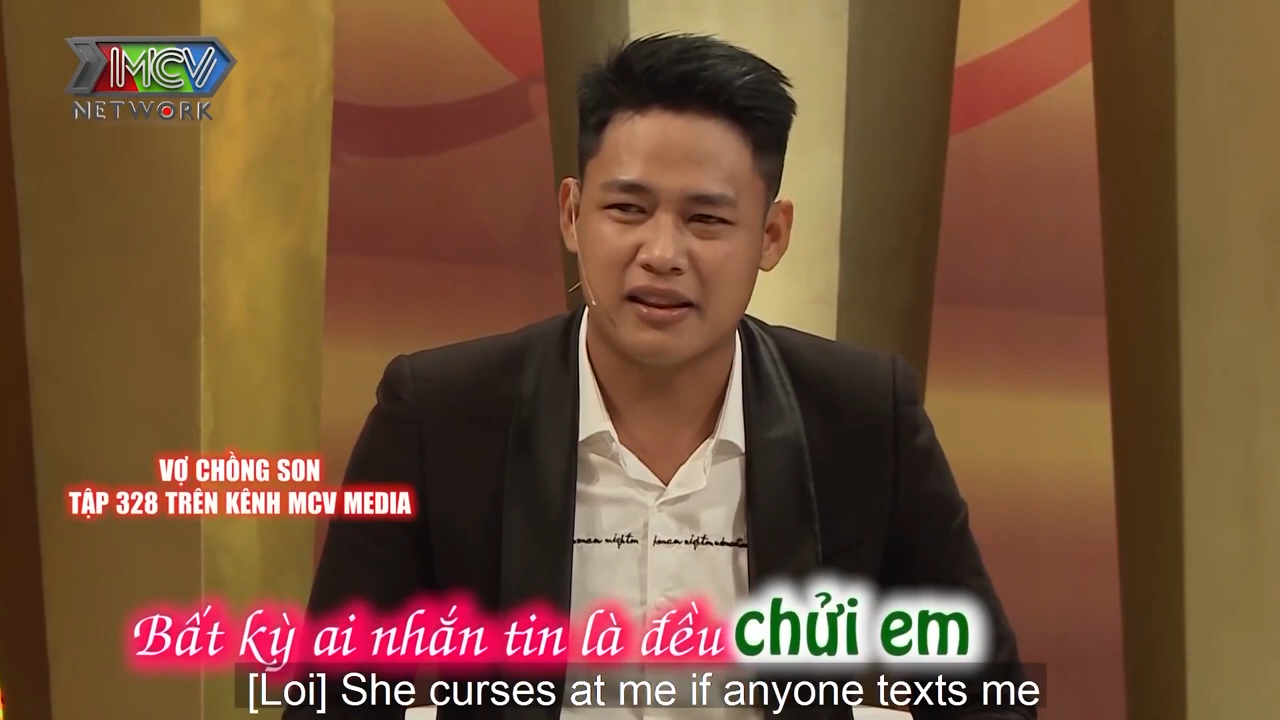 MCV
NETWORK
VỢ CHỒNG SON
TẬP 328 TRÊN KÊNH MCV MEDIA
Bất kỳ ai nhắn tin là đều chửi em
[Loi] She curses at me if anyone texts me